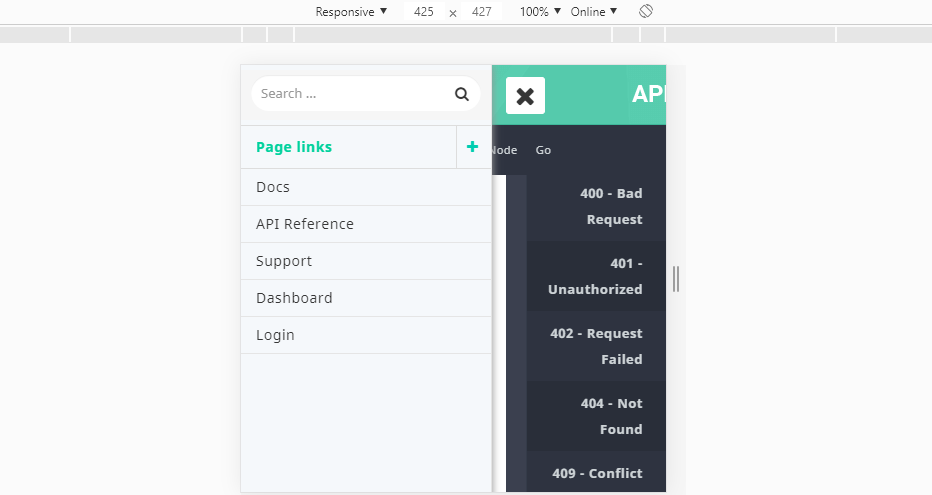 Responsive ▼ 425 × 427 100% ▼ Online ▼
Search ...
API
Page links
Node Go
Docs
API Reference
Support
Dashboard
Login
400 - Bad
Request
401 -
Unauthorized
402 - Request
Failed
404 - Not
Found
409 - Conflict